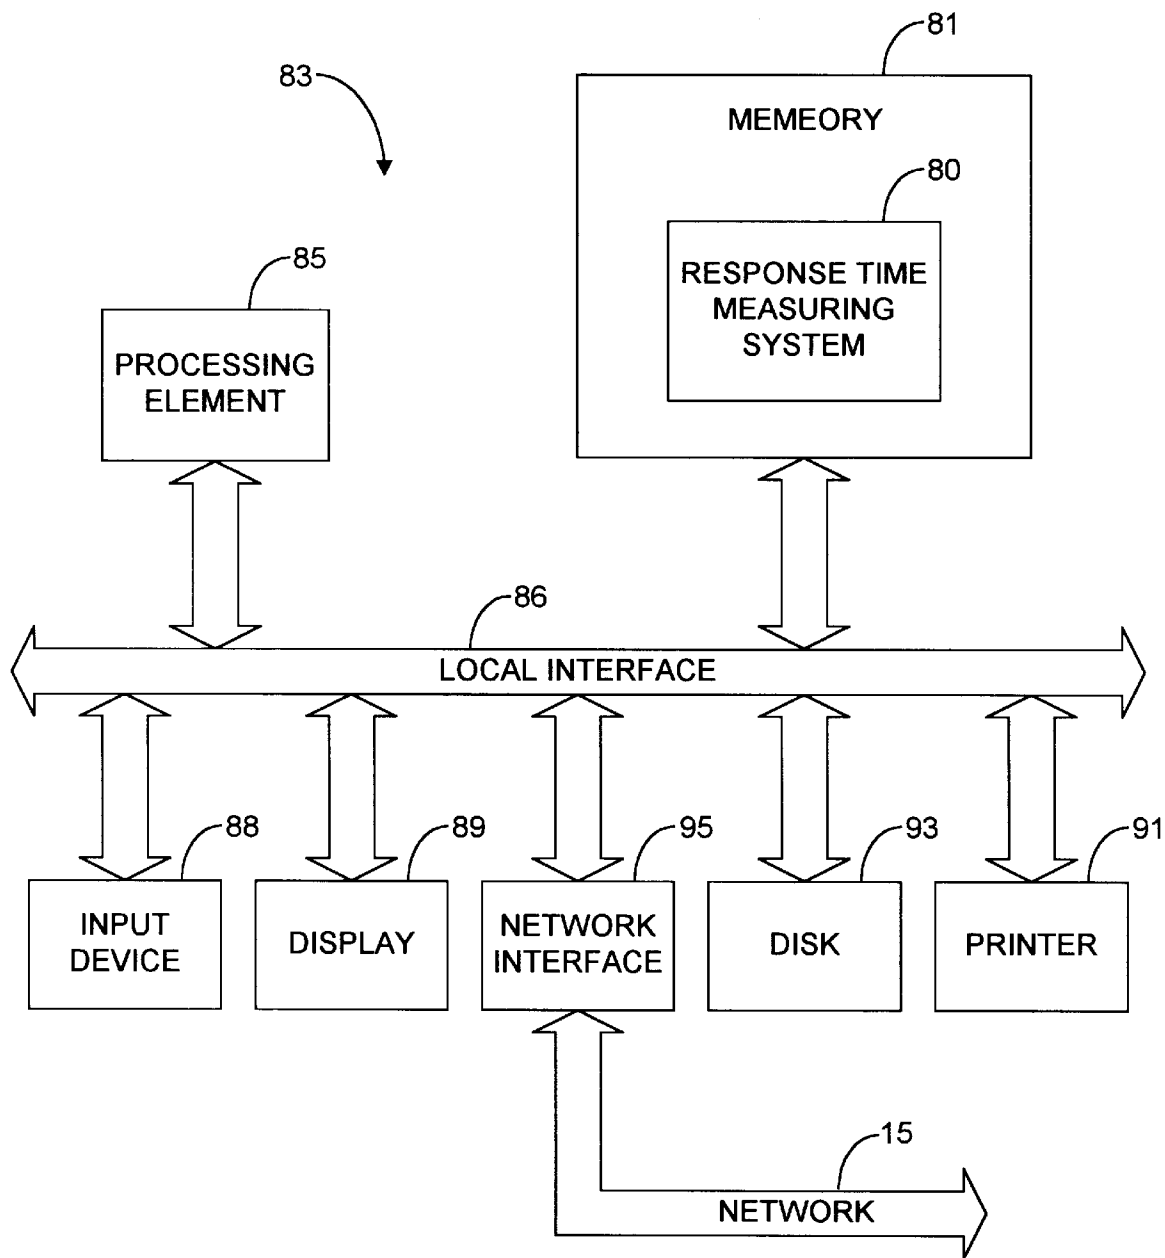 81
83
MEMEORY
80
85
RESPONSE TIME
MEASURING
SYSTEM
PROCESSING
ELEMENT
86
LOCAL INTERFACE
88
89
95
93
91
INPUT
DEVICE
DISPLAY
NETWORK
INTERFACE
DISK
PRINTER
15
NETWORK